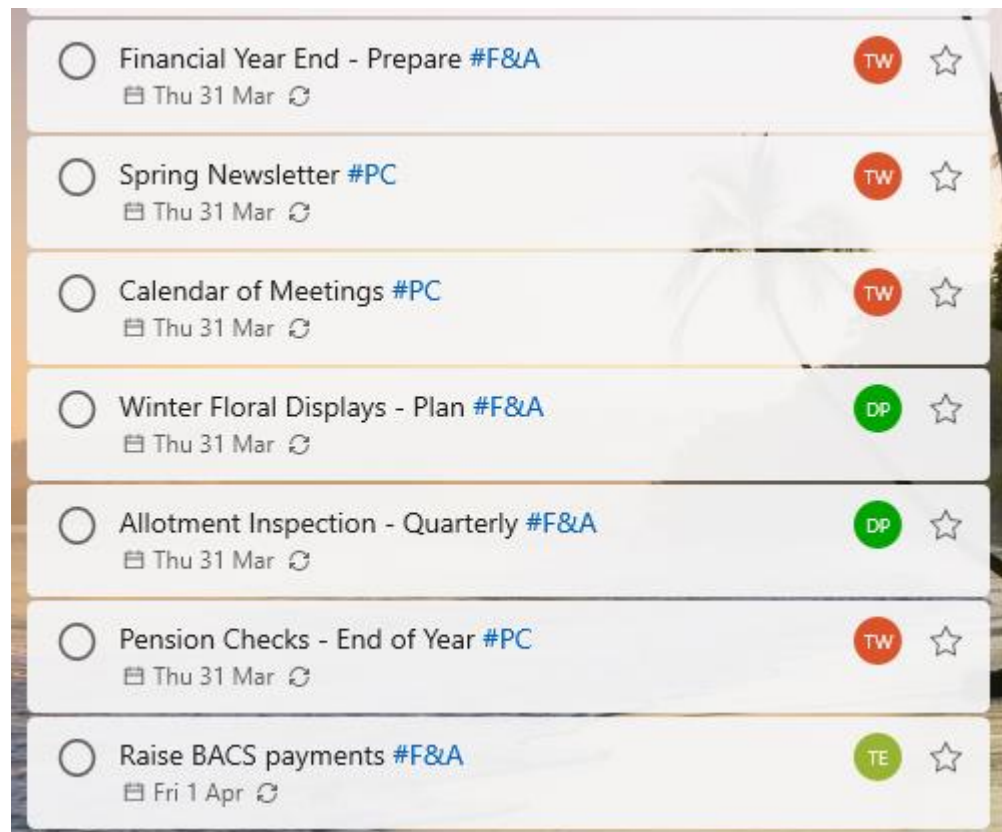 Financial Year End - Prepare #F&A
TW
Thu 31 Mar
Spring Newsletter #PC
TW
Thu 31 Mar
Calendar of Meetings #PC
TW
Thu 31 Mar
Winter Floral Displays - Plan #F&A
DP
Thu 31 Mar
Allotment Inspection - Quarterly #F&A
DP
Thu 31 Mar
Pension Checks - End of Year #PC
TW
Thu 31 Mar
Raise BACS payments #F&A
TE
Fri 1 Apr